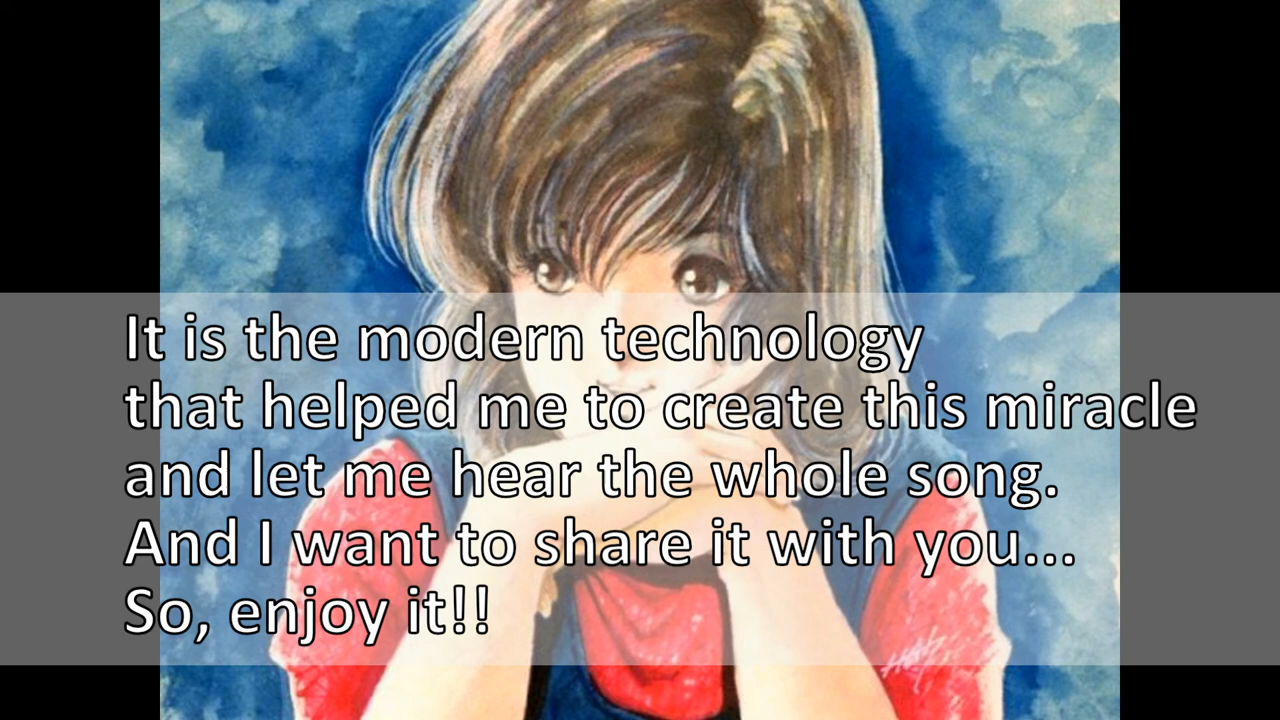 It is the modern technology
that helped me to create this miracle
and let me hear the whole song.
And I want to share it with you...
So, enjoy it!!